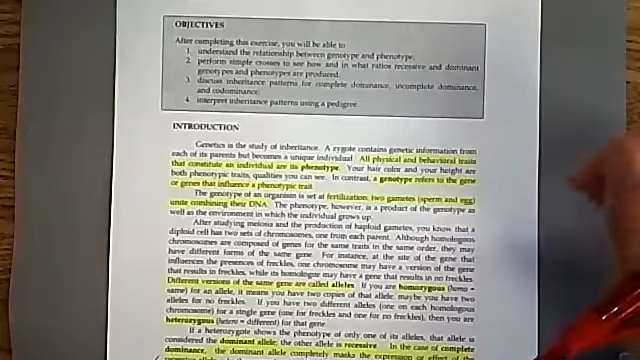 OBJECTIVES
After completing this exercise, you will be able to
1. understand the relationship between genotype and phenotype;
2. perform simple crosses to see how and in what ratios recessive and dominant
genotypes and phenotypes are produced;
3. discuss inheritance patterns for complete dominance, incomplete dominance,
and codominance;
4. interpret inheritance patterns using a pedigree.
INTRODUCTION
Genetics is the study of inheritance. A zygote contains genetic information from
each of its parents but becomes a unique individual. All physical and behavioral traits
that constitute an individual are its phenotype. Your hair color and your height are
both phenotypic traits, qualities you can see. In contrast, a genotype refers to the gene
or genes that influence a phenotypic trait.
The genotype of an organism is set at fertilization; two gametes (sperm and egg)
unite combining their DNA. The phenotype, however, is a product of the genotype as
well as the environment in which the individual grows up.
After studying meiosis and the production of haploid gametes, you know that a
diploid cell has two sets of chromosomes, one from each parent. Although homologous
chromosomes are composed of genes for the same traits in the same order, they may
have different forms of the same gene. For instance, at the site of the gene that
influences the presences of freckles, one chromosome may have a version of the gene
that results in freckles, while its homologue may have a gene that results in no freckles.
Different versions of the same gene are called alleles. If you are homozygous (homo =
same) for an allele, it means you have two copies of that allele; maybe you have two
alleles for no freckles. If you have two different alleles (one on each homologous
chromosome) for a single gene (one for freckles and one for no freckles), then you are
heterozygous (hetero = different) for that gene.
If a heterozygote shows the phenotype of only one of its alleles, that allele is
considered the dominant allele; the other allele is recessive. In the case of complete
dominance, the dominant allele completely masks the expression or effect of the